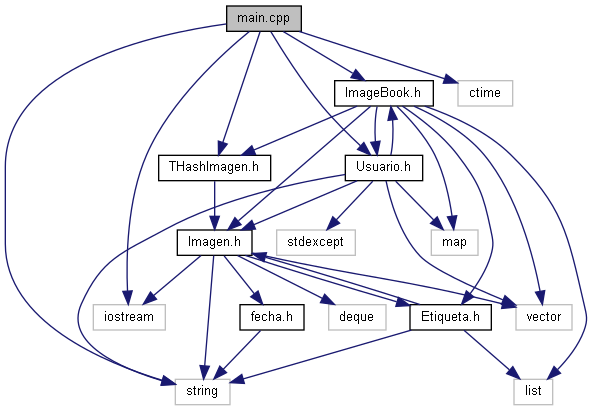 main.cpp
ImageBook.h
ctime
THashImagen.h
Usuario.h
Imagen.h
stdexcept
map
iostream
fecha.h
deque
Etiqueta.h
vector
string
list